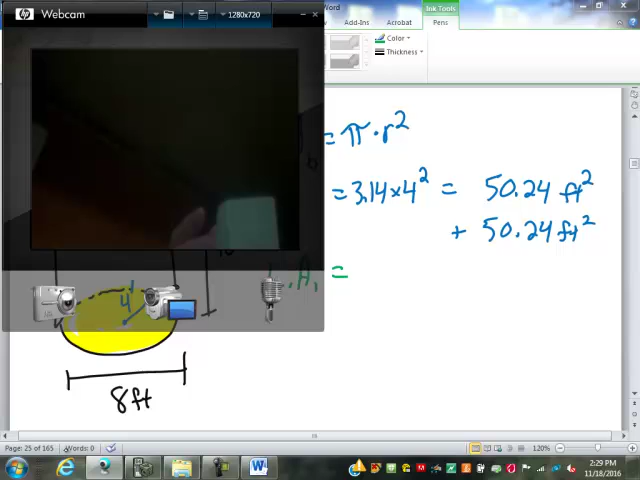 Webcam
1280x720
Word
Ink Tools
Add-Ins
Acrobat
Pens
Color
Thickness
= π·r²
= 3.14×4² = 50.24 ft²
+ 50.24 ft²
.A. =
4'
8ft
Page: 25 of 165
Words: 0
120%
2:29 PM
11/18/2016